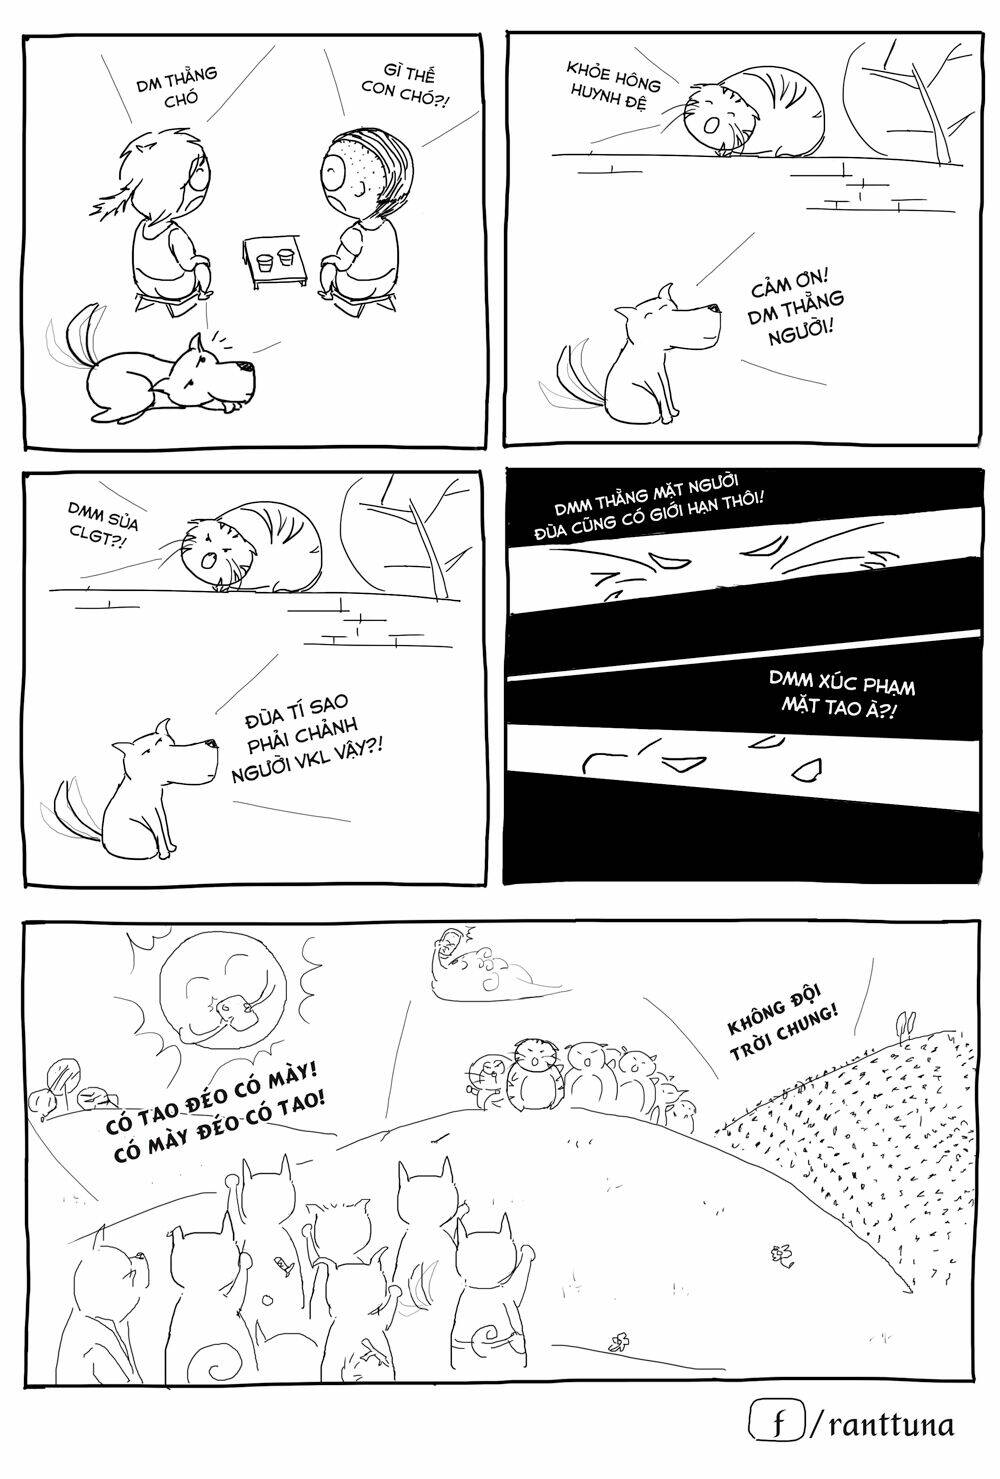 DM THẰNG
CHÓ
GÌ THẾ
CON CHÓ?!
KHỎE HÔNG
HUYNH ĐỆ
CẢM ƠN!
DM THẰNG
NGƯỜI!
DMM SỦA
CLGT?!
ĐÙA TÍ SAO
PHẢI CHẢNH
NGƯỜI VKL VẬY?!
DMM THẰNG MẶT NGƯỜI
ĐÙA CŨNG CÓ GIỚI HẠN THÔI!
DMM XÚC PHẠM
MẶT TAO À?!
CÓ TAO ĐÉO CÓ MÀY!
CÓ MÀY ĐÉO CÓ TAO!
KHÔNG ĐỘI
TRỜI CHUNG!
f/ranttuna